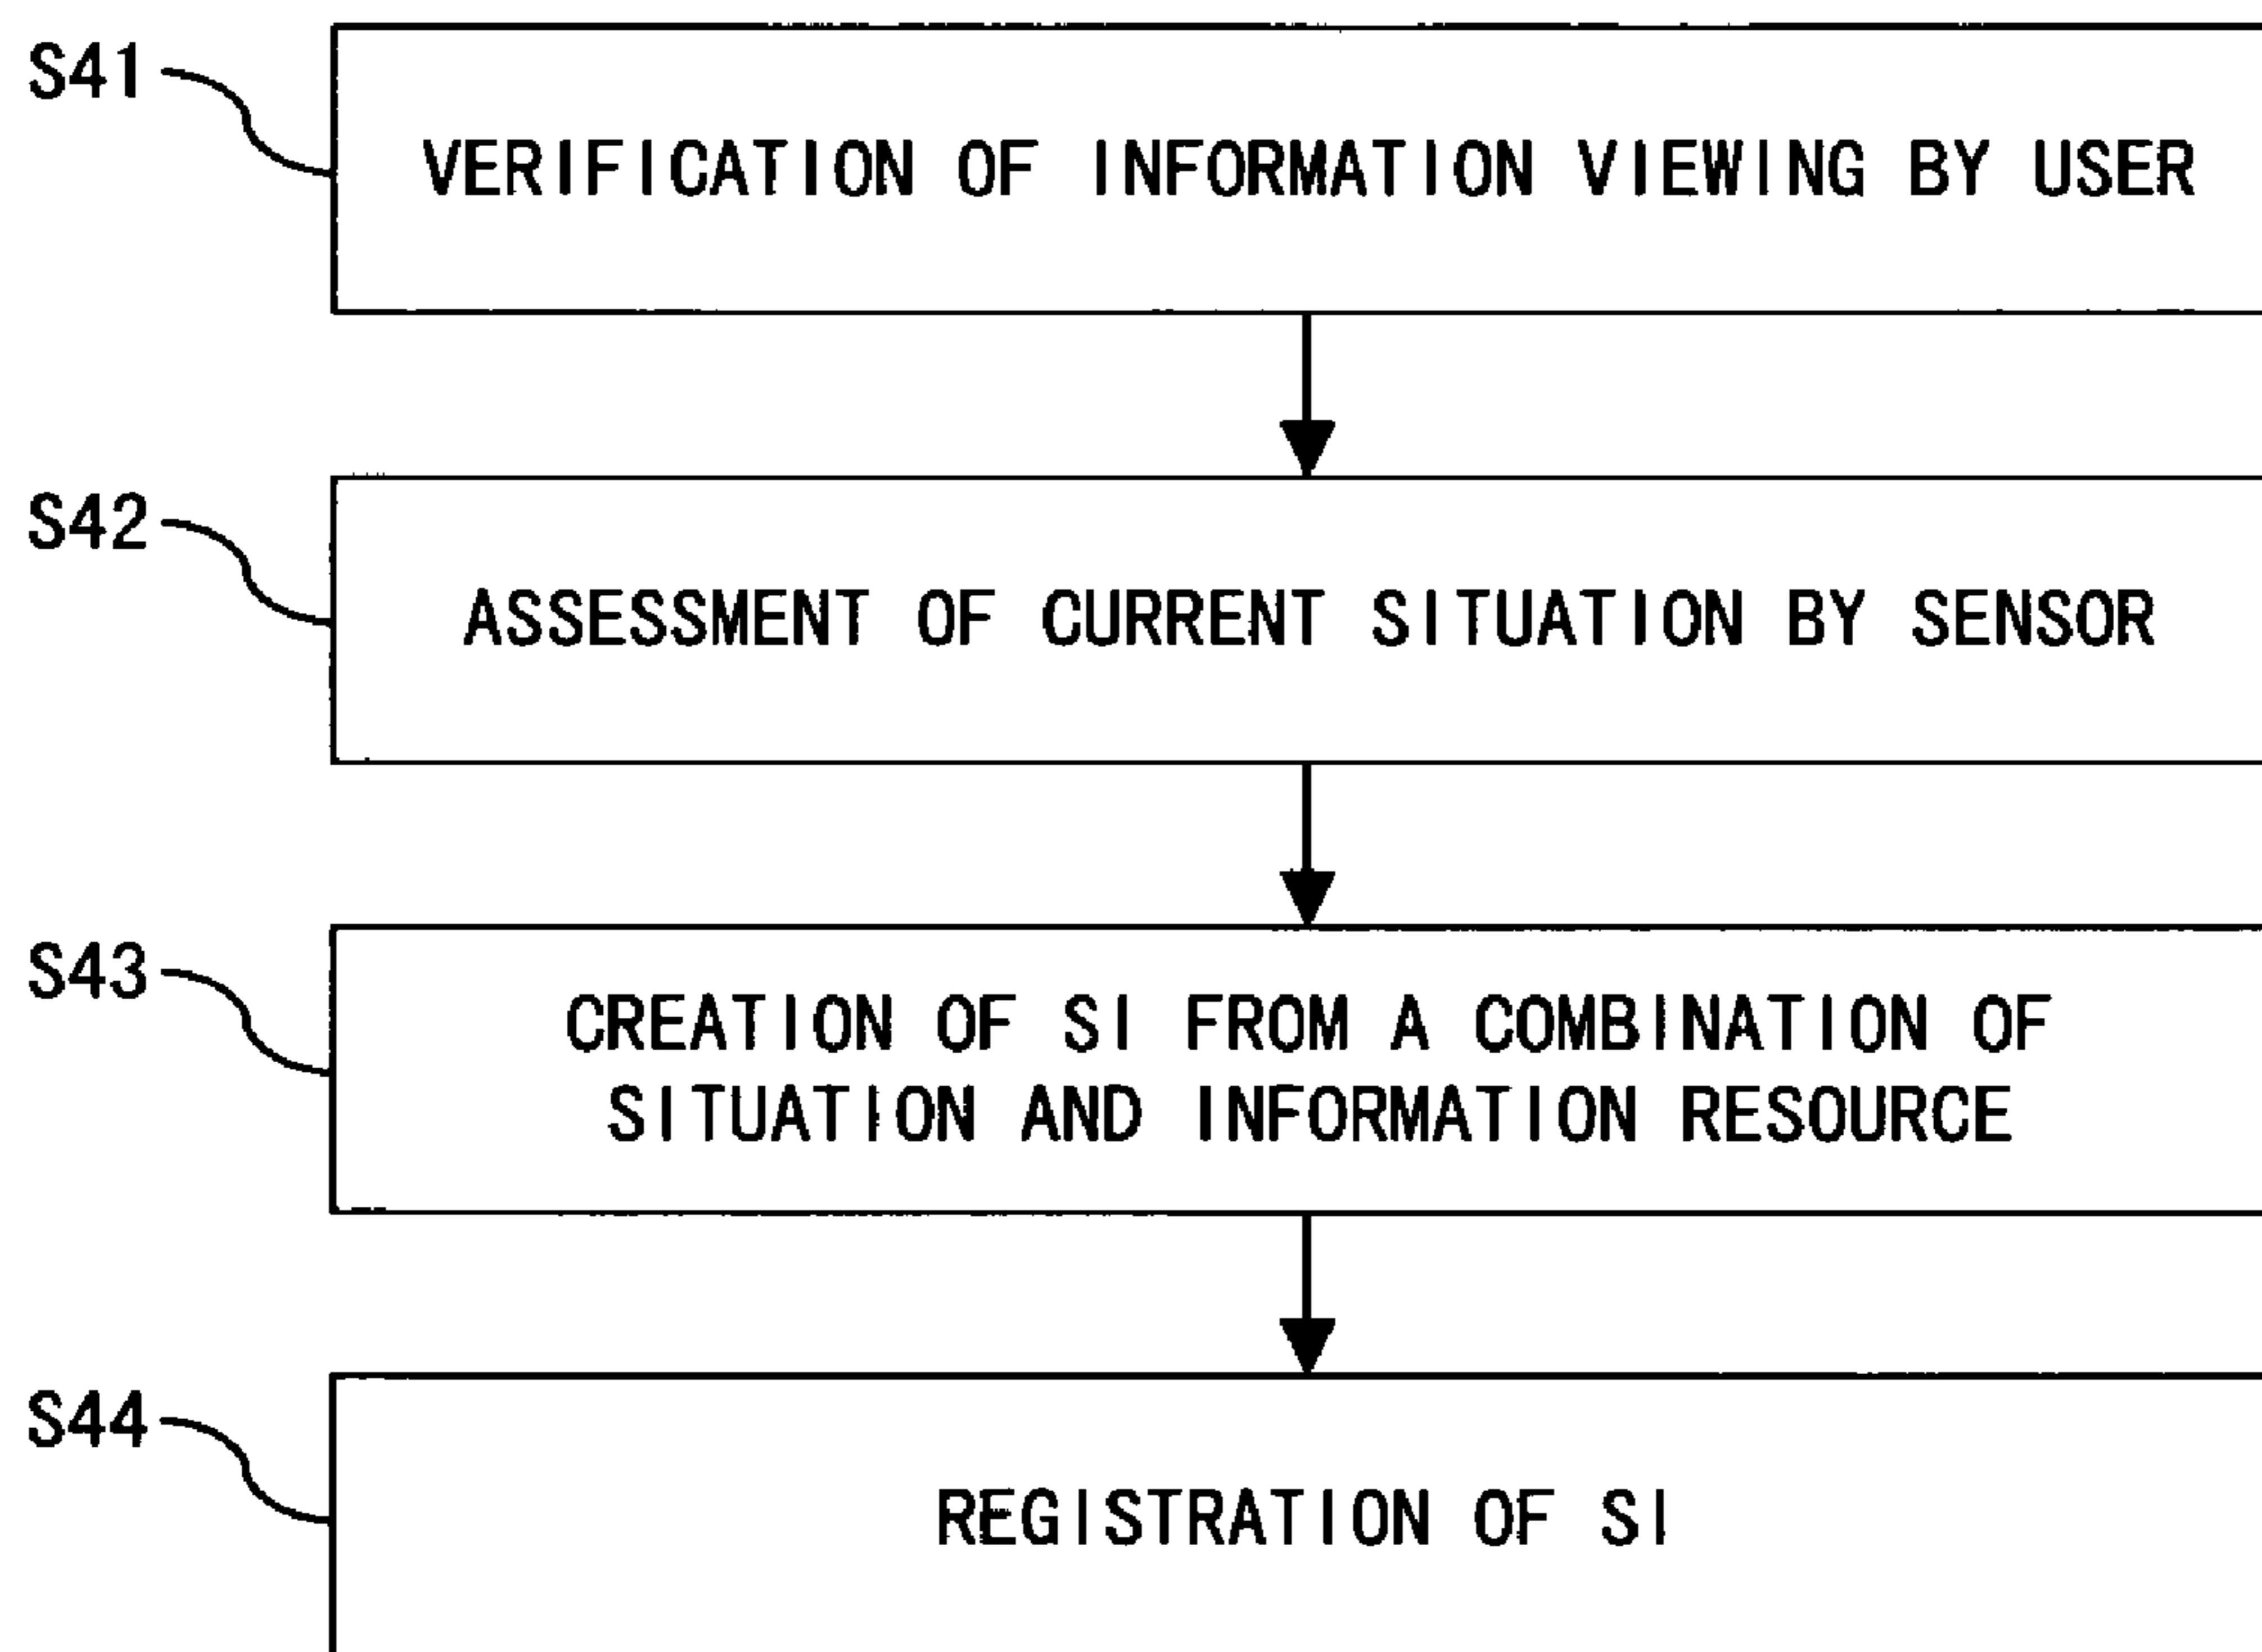 S41
VERIFICATION OF INFORMATION VIEWING BY USER
S42
ASSESSMENT OF CURRENT SITUATION BY SENSOR
S43
CREATION OF SI FROM A COMBINATION OF
SITUATION AND INFORMATION RESOURCE
S44
REGISTRATION OF SI